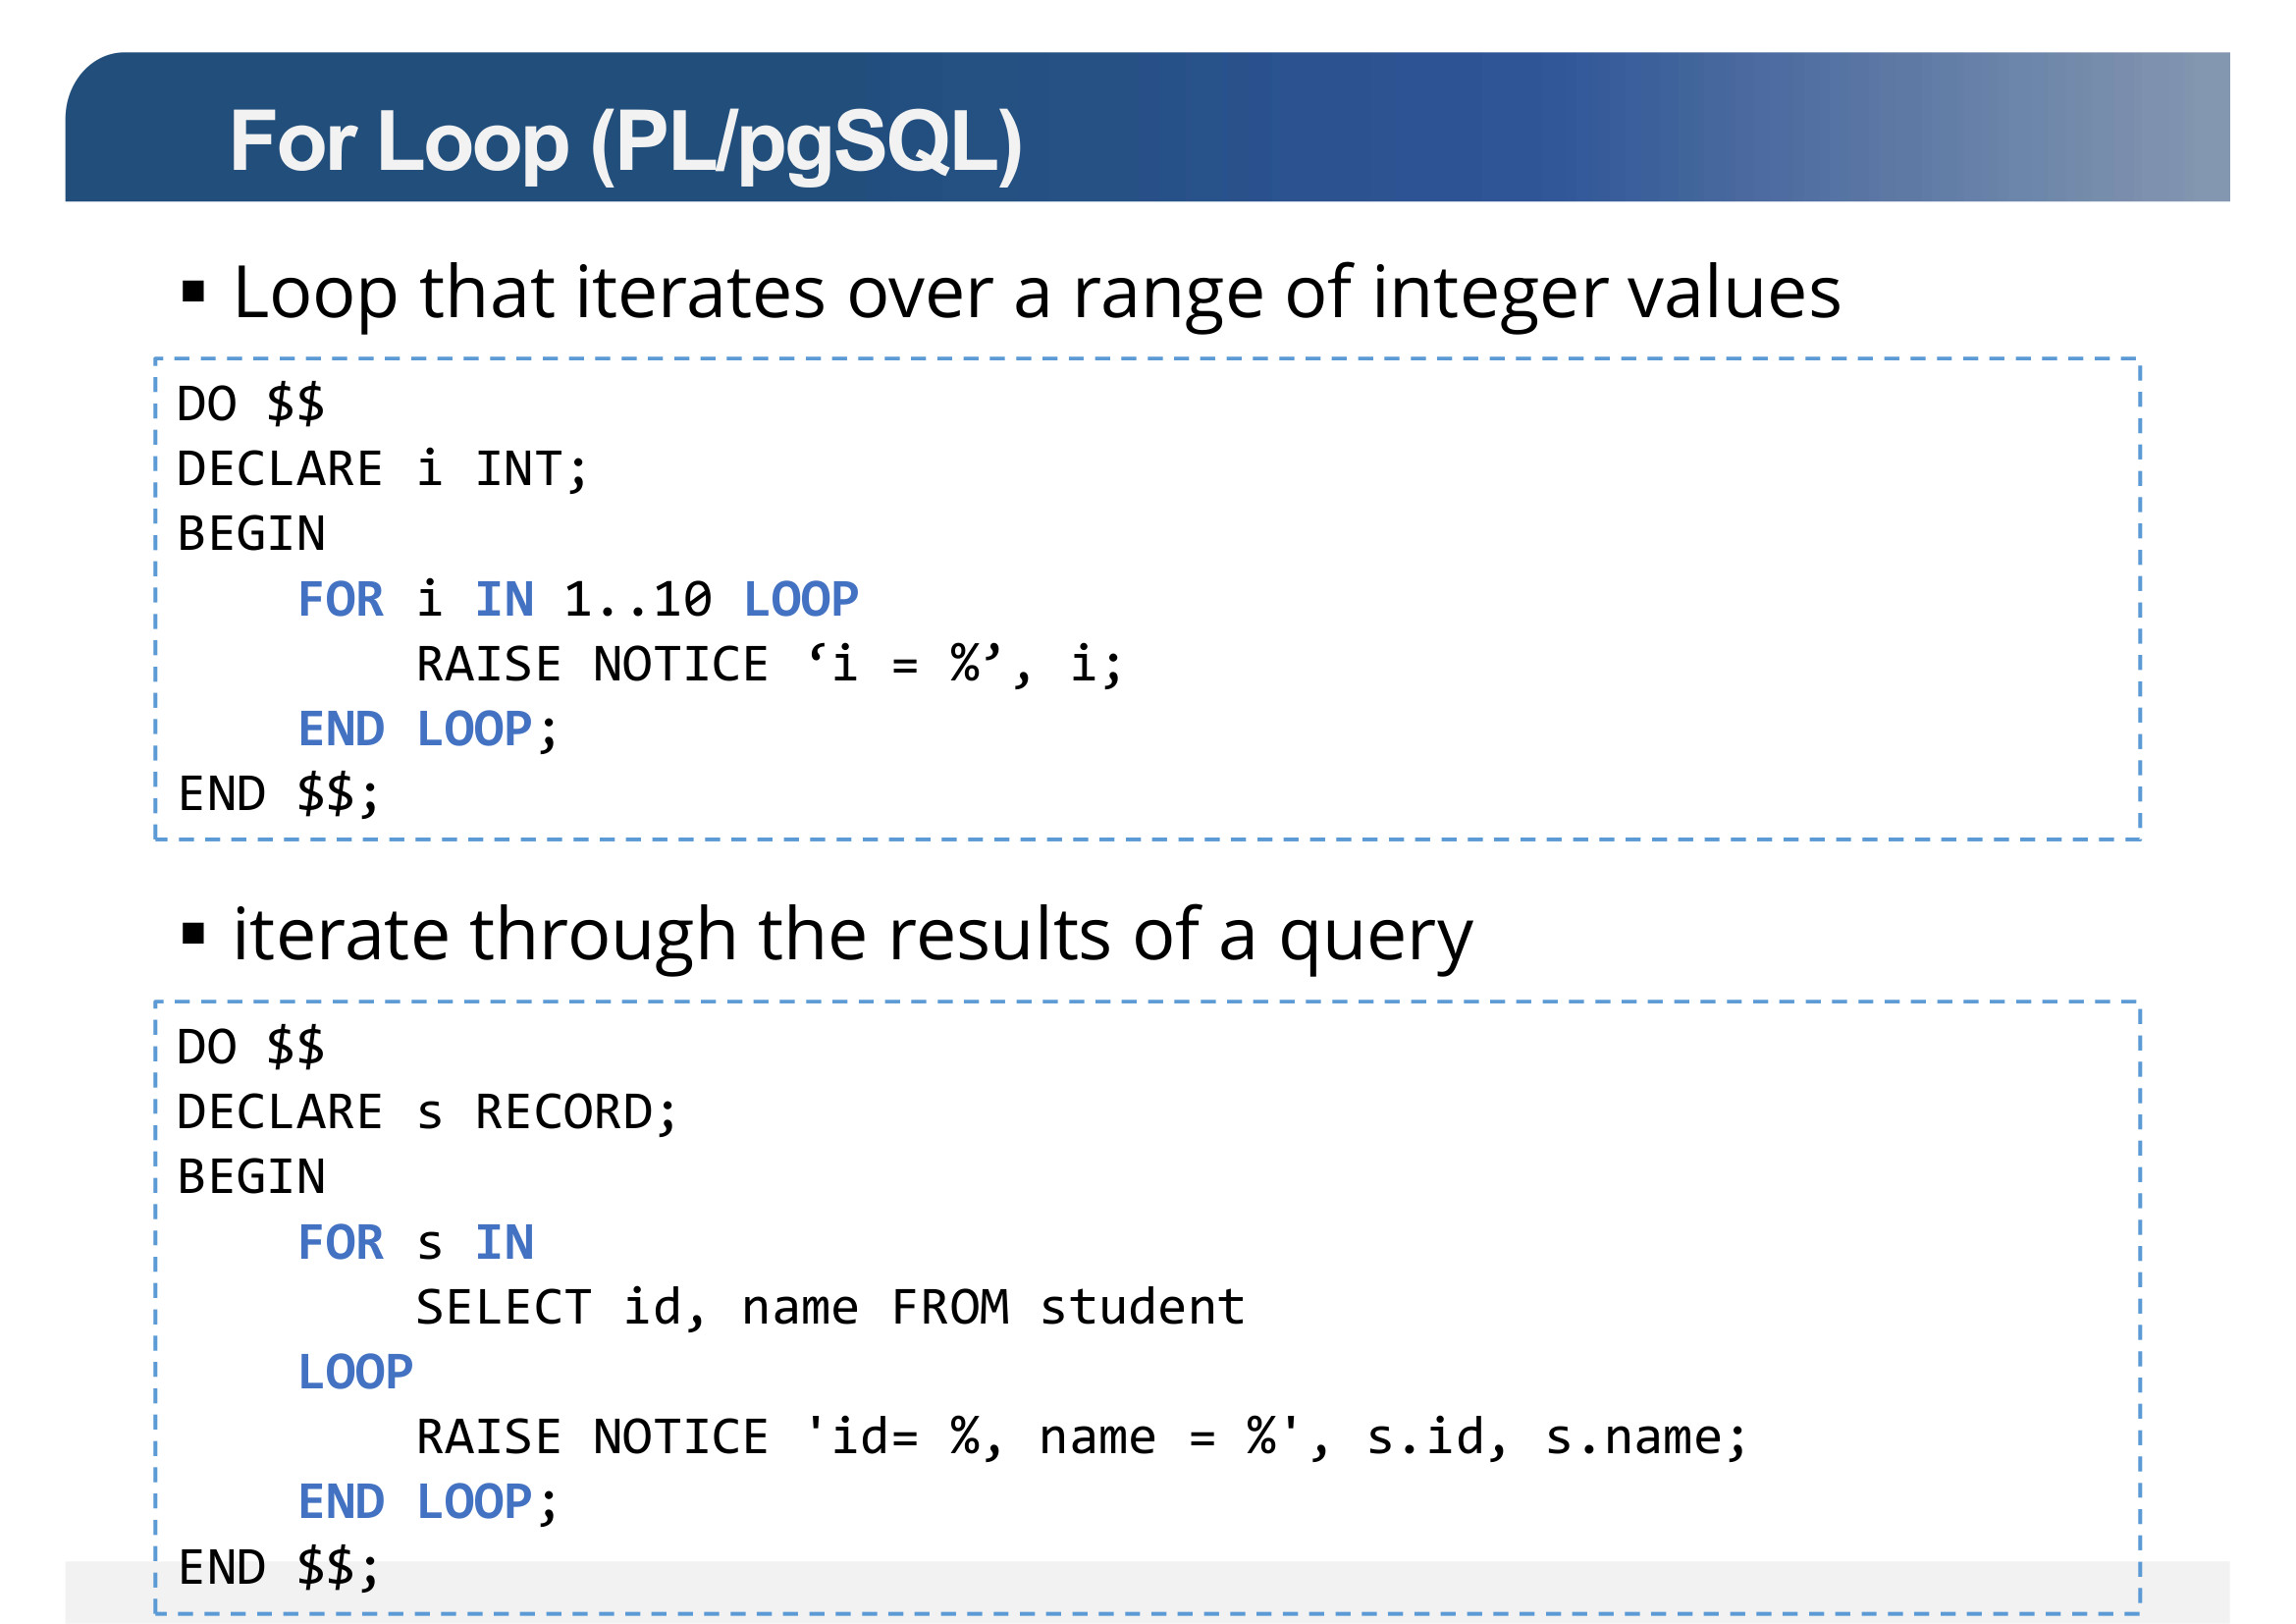 For Loop (PL/pgSQL)
▪ Loop that iterates over a range of integer values
DO $$
DECLARE i INT;
BEGIN
    FOR i IN 1..10 LOOP
        RAISE NOTICE ‘i = %’, i;
    END LOOP;
END $$;
▪ iterate through the results of a query
DO $$
DECLARE s RECORD;
BEGIN
    FOR s IN
        SELECT id, name FROM student
    LOOP
        RAISE NOTICE 'id= %, name = %', s.id, s.name;
    END LOOP;
END $$;